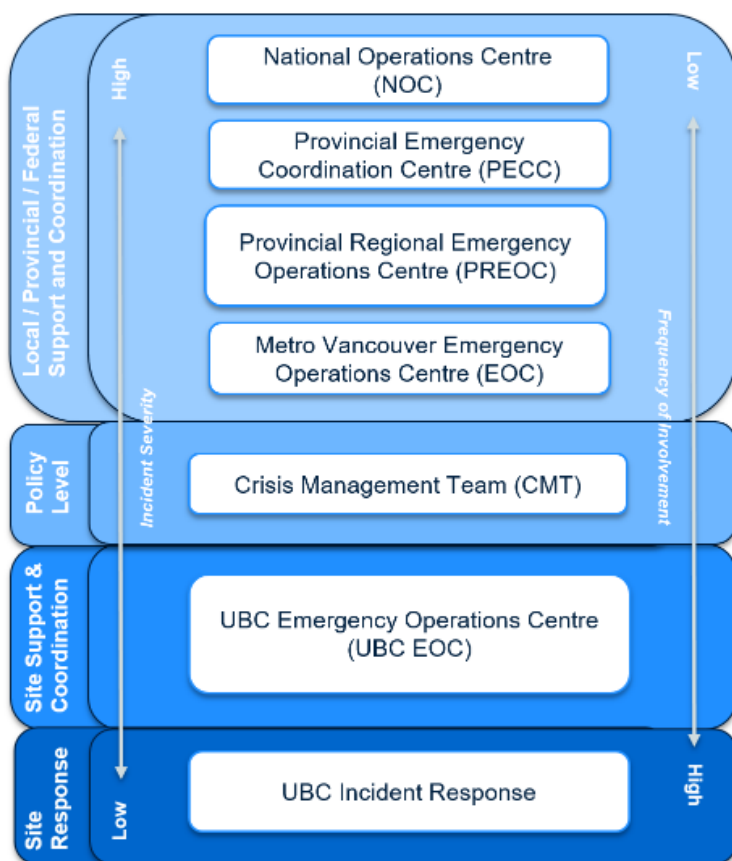 Local / Provincial / Federal
Support and Coordination
High
Low
National Operations Centre
(NOC)
Provincial Emergency
Coordination Centre (PECC)
Provincial Regional Emergency
Operations Centre (PREOC)
Metro Vancouver Emergency
Operations Centre (EOC)
Incident Severity
Frequency of Involvement
Policy
Level
Crisis Management Team (CMT)
Site Support &
Coordination
UBC Emergency Operations Centre
(UBC EOC)
Site
Response
Low
UBC Incident Response
High